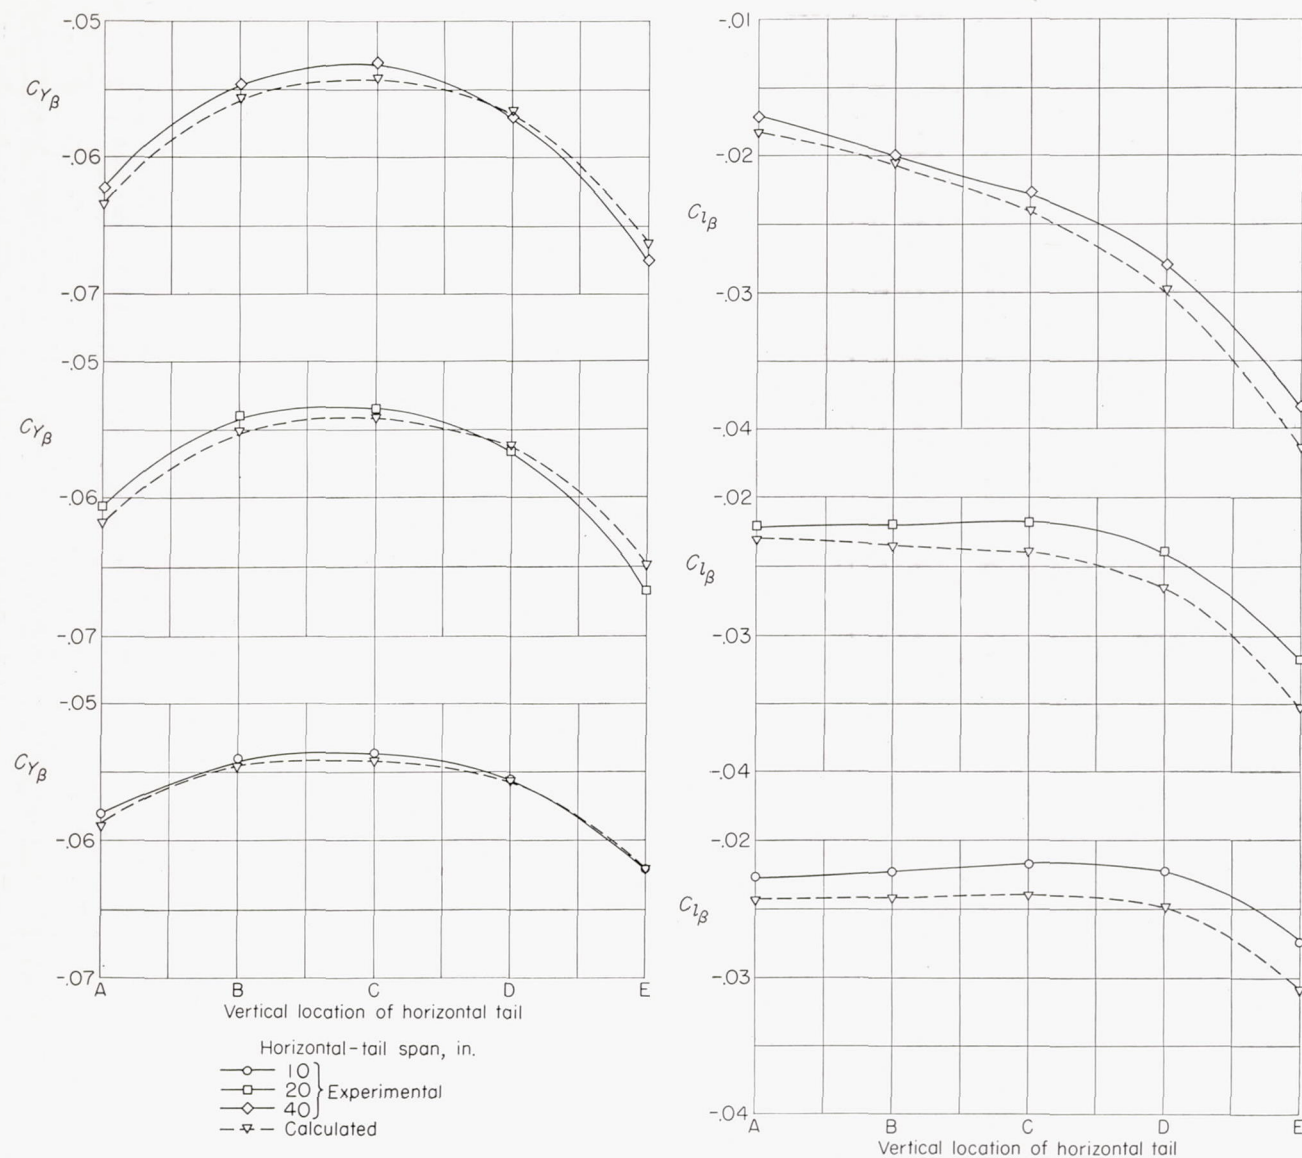 -.05
CYβ
-.06
-.07
-.05
CYβ
-.06
-.07
-.05
CYβ
-.06
-.07
A B C D E
Vertical location of horizontal tail
Horizontal-tail span, in.
10
20 Experimental
40
Calculated
-.01
-.02
Clβ
-.03
-.04
-.02
Clβ
-.03
-.04
-.02
Clβ
-.03
-.04
A B C D E
Vertical location of horizontal tail